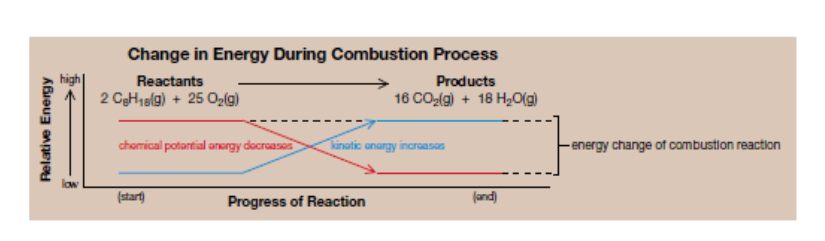 Change in Energy During Combustion Process
Relative Energy
high
low
Reactants
Products
2 C₈H₁₈(g) + 25 O₂(g)
16 CO₂(g) + 18 H₂O(g)
chemical potential energy decreases
kinetic energy increases
energy change of combustion reaction
(start)
Progress of Reaction
(end)